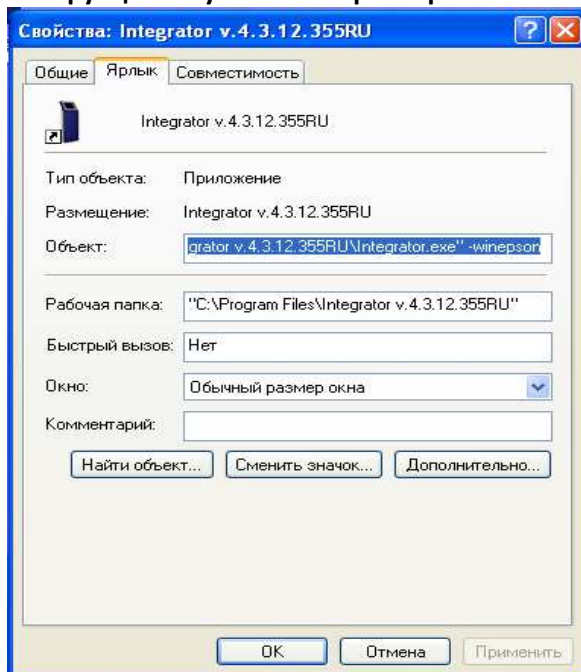 Свойства: Integrator v.4.3.12.355RU
Общие Ярлык Совместимость
Integrator v.4.3.12.355RU
Тип объекта: Приложение
Размещение: Integrator v.4.3.12.355RU
Объект: grator v.4.3.12.355RU\Integrator.exe" -winepson
Рабочая папка: "C:\Program Files\Integrator v.4.3.12.355RU"
Быстрый вызов: Нет
Окно: Обычный размер окна
Комментарий:
Найти объект... Сменить значок... Дополнительно...
OK Отмена Применить